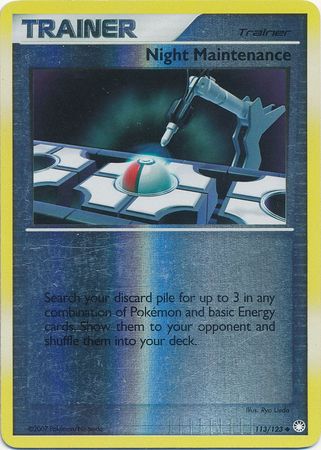 TRAINER
Trainer
Night Maintenance
Search your discard pile for up to 3 in any
combination of Pokémon and basic Energy
cards. Show them to your opponent and
shuffle them into your deck.
Illus. Ryo Ueda
©2007 Pokémon/Nintendo
113/123